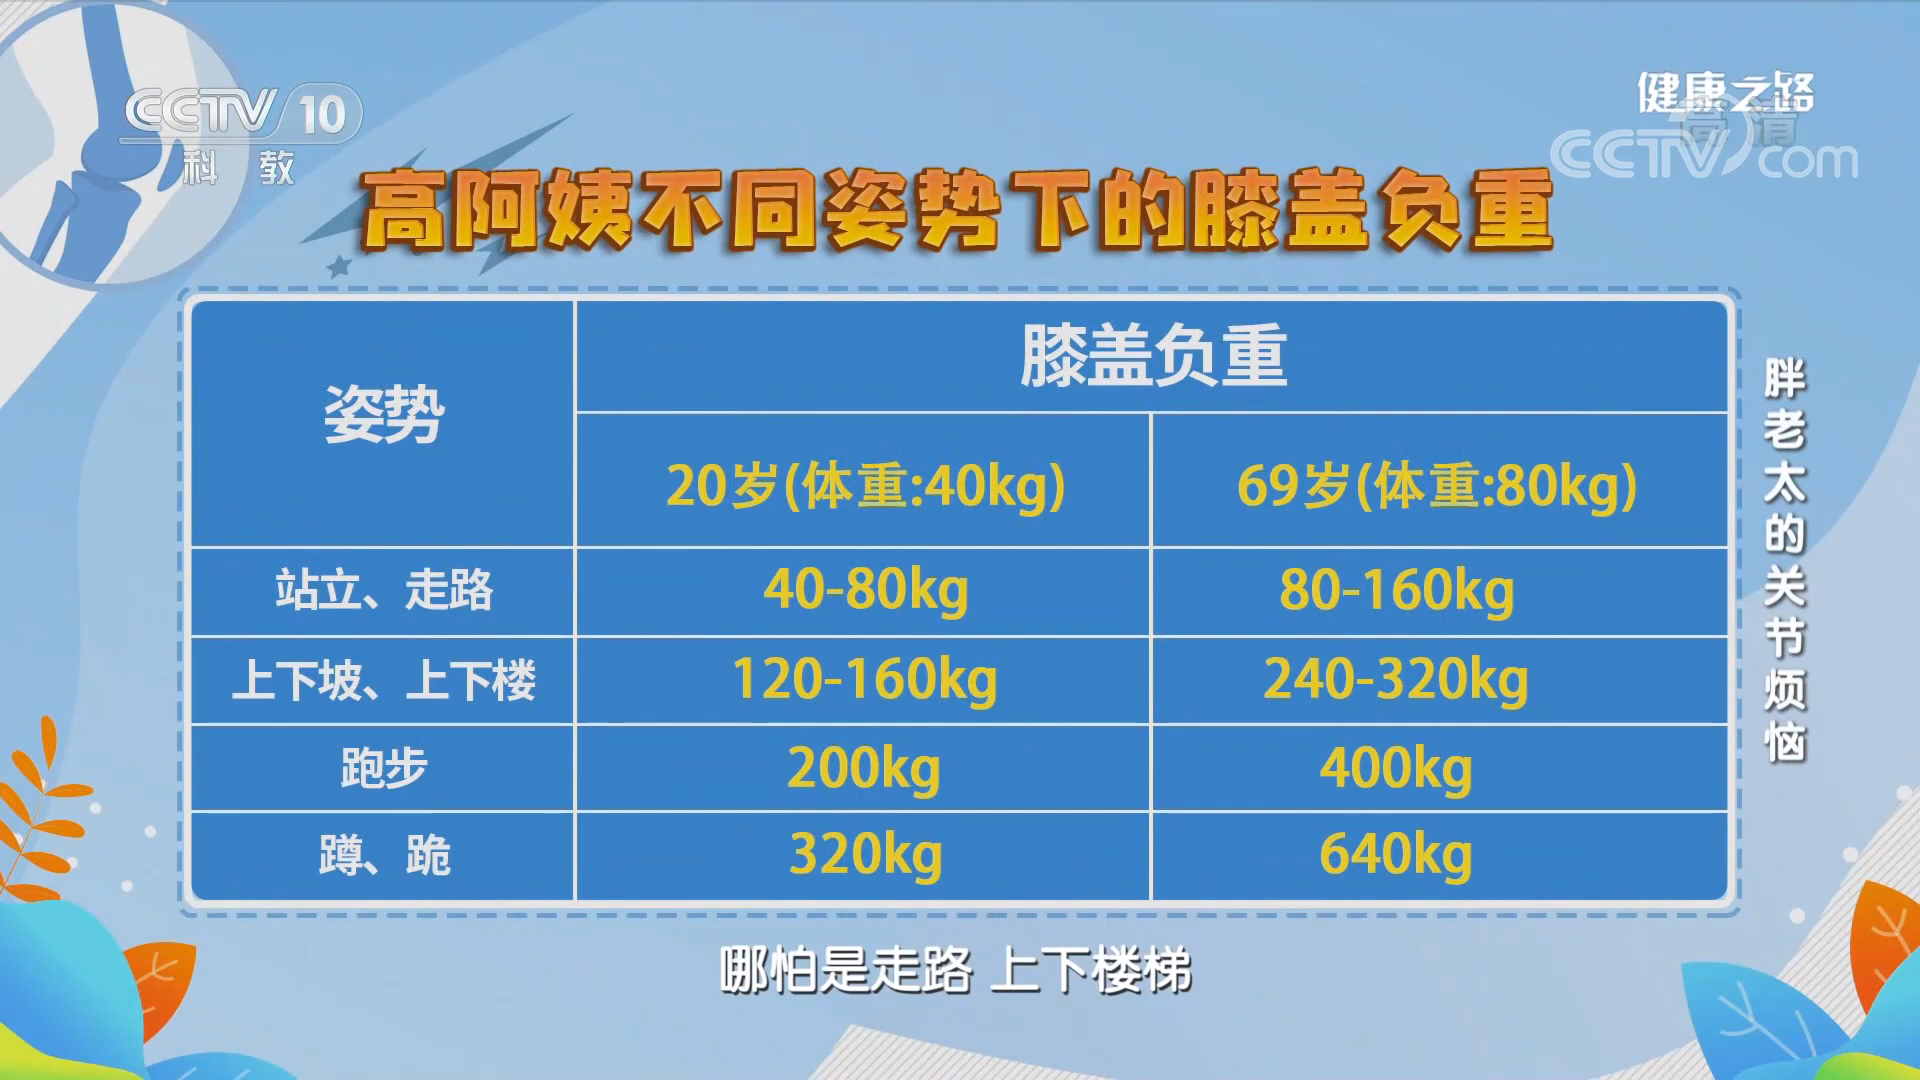 CCTV 10
科 教
健康之路
高清
CCTV.com
高阿姨不同姿势下的膝盖负重
姿势
膝盖负重
20岁(体重:40kg)
69岁(体重:80kg)
站立、走路
40-80kg
80-160kg
上下坡、上下楼
120-160kg
240-320kg
跑步
200kg
400kg
蹲、跪
320kg
640kg
胖老太的关节烦恼
哪怕是走路 上下楼梯